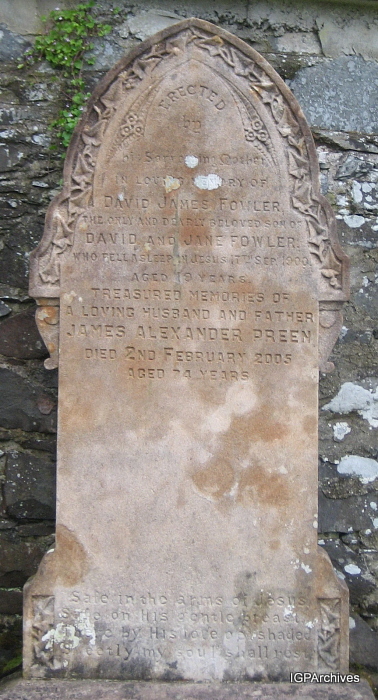 ERECTED
by
his Sorrowing Mother
IN LOVING MEMORY OF
DAVID JAMES FOWLER,
THE ONLY AND DEARLY BELOVED SON OF
DAVID AND JANE FOWLER.
WHO FELL ASLEEP IN JESUS 17TH SEP. 1900
AGED 19 YEARS.
TREASURED MEMORIES OF
A LOVING HUSBAND AND FATHER
JAMES ALEXANDER PREEN
DIED 2ND FEBRUARY 2005
AGED 74 YEARS
Safe in the arms of Jesus,
Safe on His gentle breast,
by His love o'ershaded
Sweetly my soul shall rest
IGPArchives